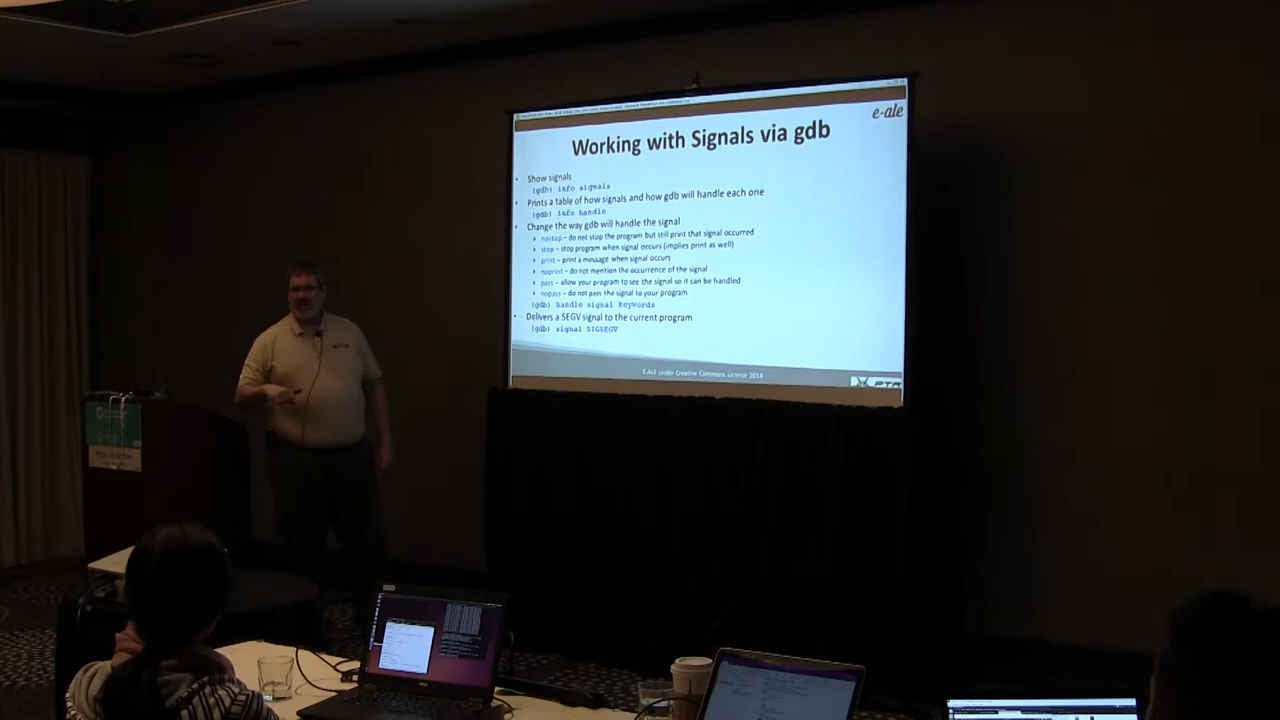 e-ale
Working with Signals via gdb
Show signals
(gdb) info signals
Prints a table of how signals and how gdb will handle each one
(gdb) info handle
Change the way gdb will handle the signal
nostop – do not stop the program but still print that signal occurred
stop – stop program when signal occurs (implies print as well)
print – print a message when signal occurs
noprint – do not mention the occurrence of the signal
pass – allow your program to see the signal so it can be handled
nopass – do not pass the signal to your program
(gdb) handle signal keywords
Delivers a SEGV signal to the current program
(gdb) signal SIGSEGV
E-ALE Under Creative Commons License 2018